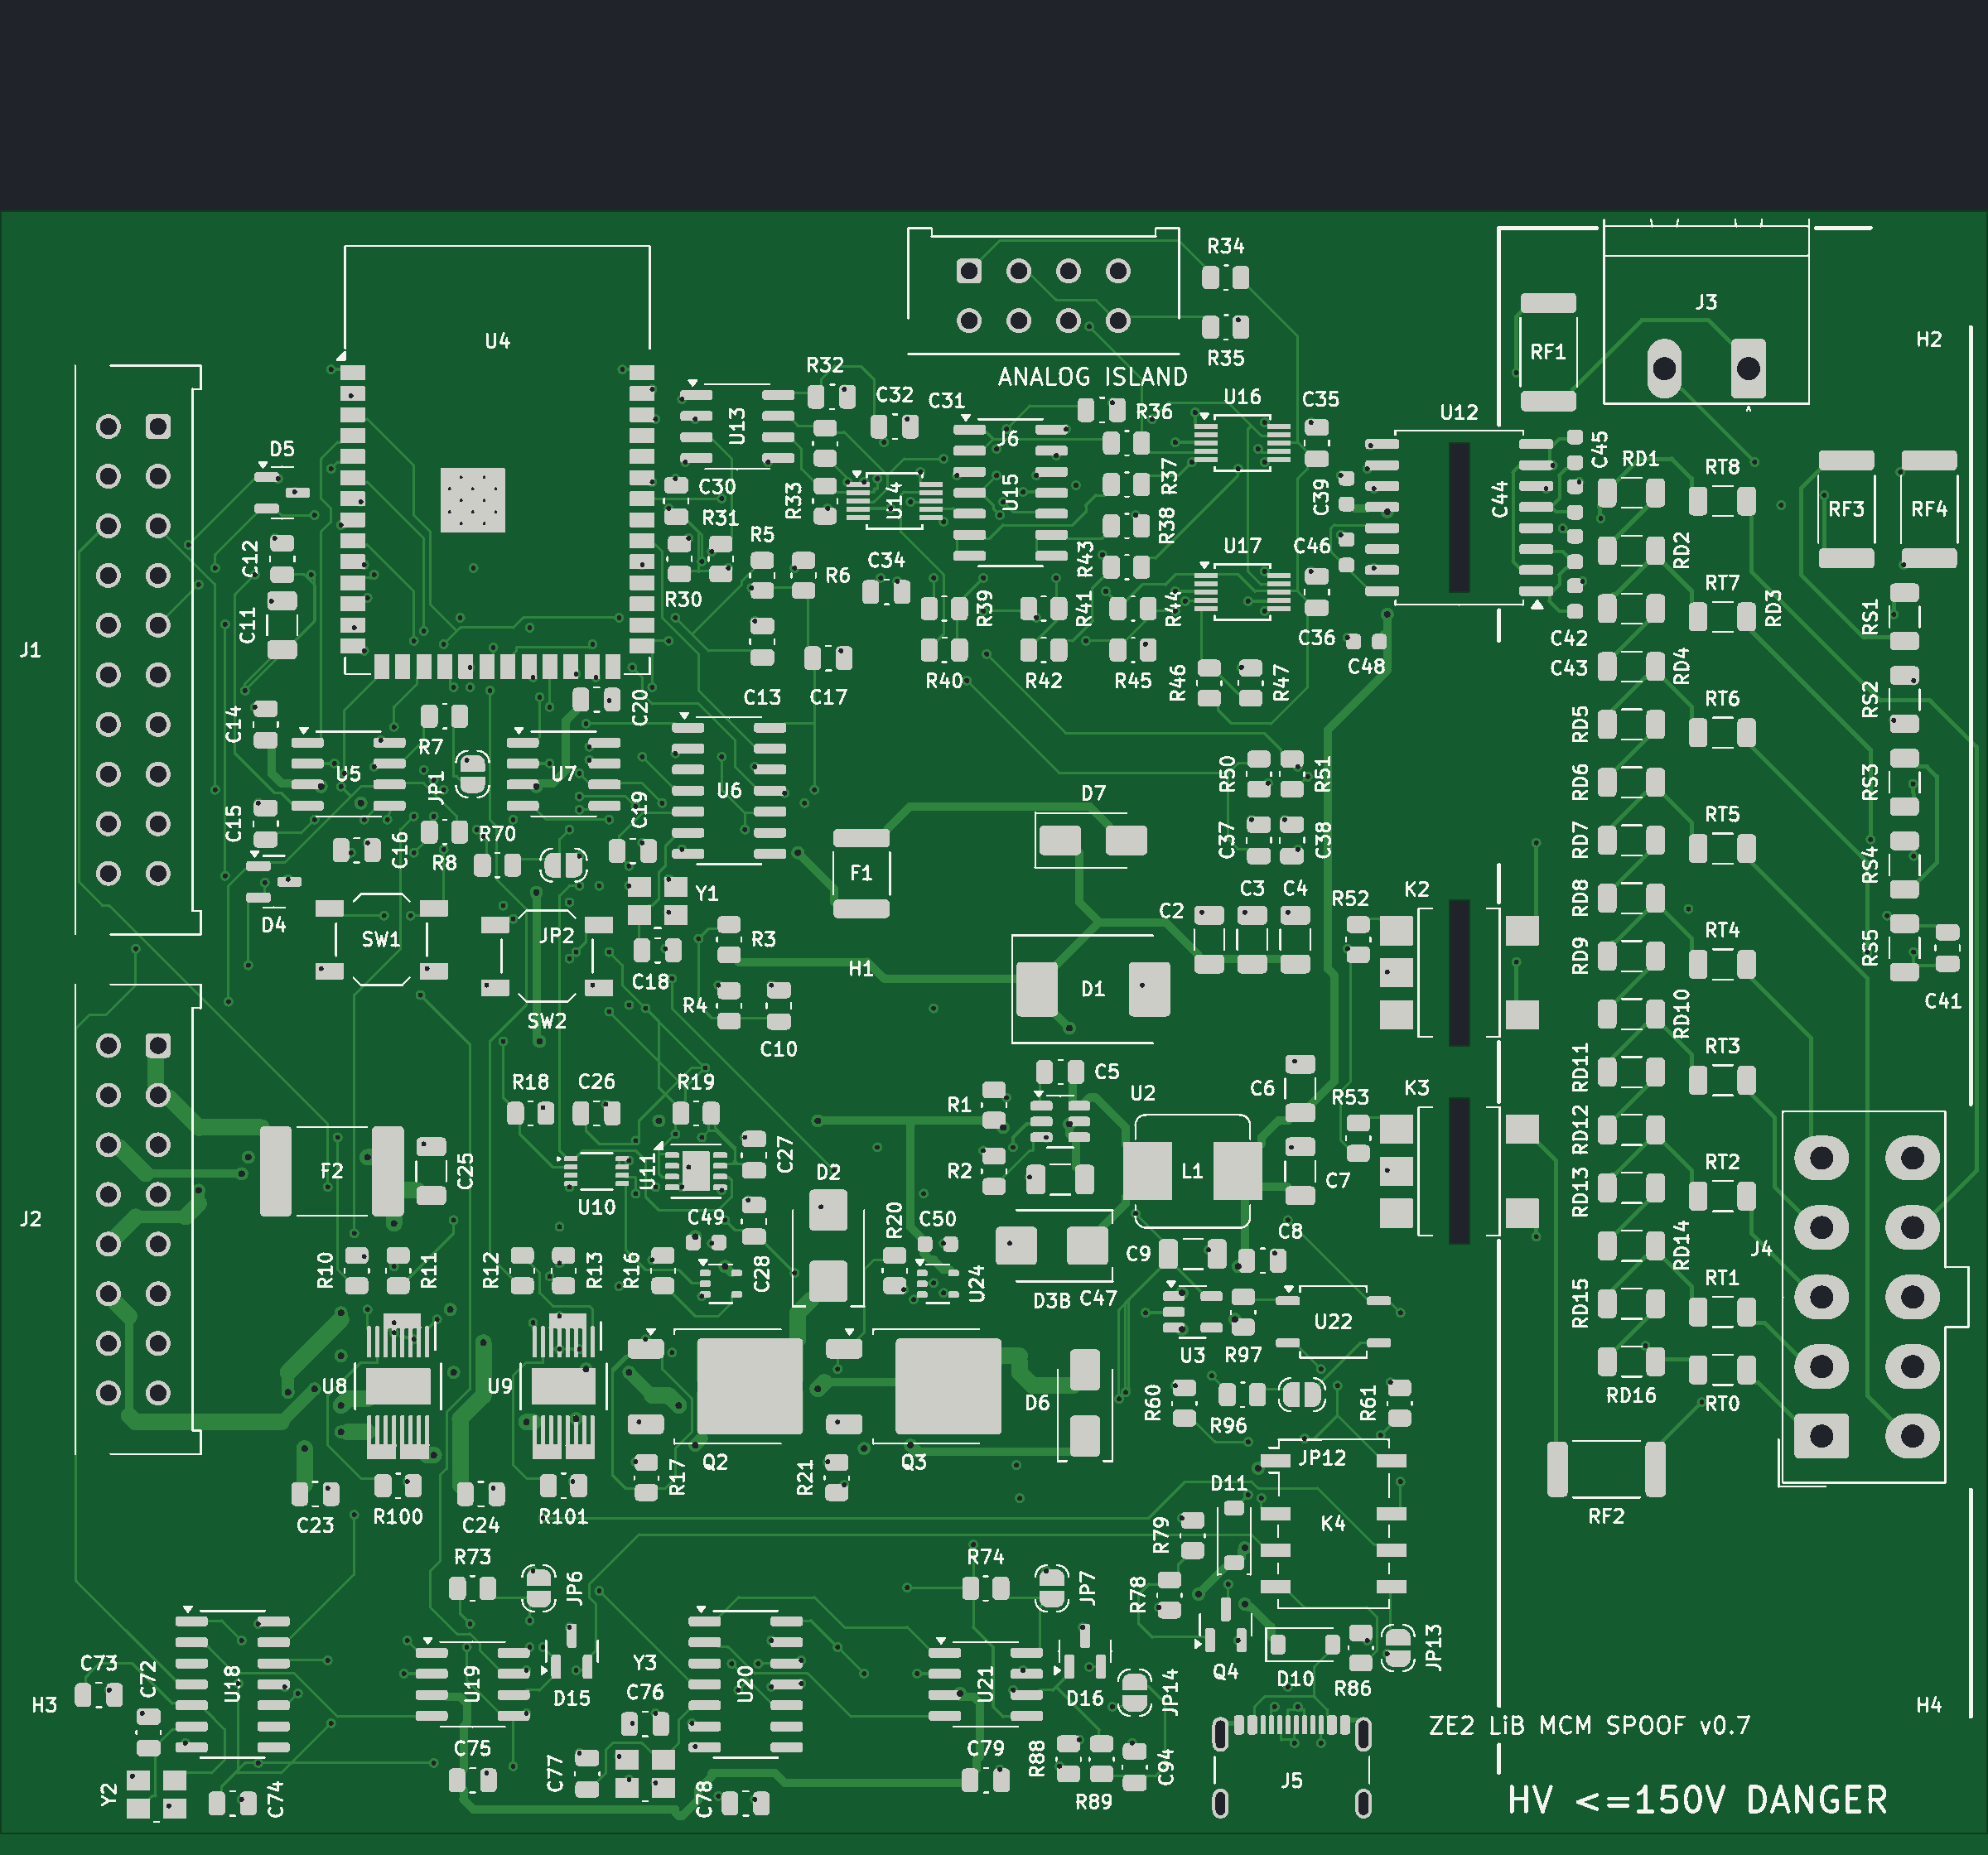 R34
J3
H2
U4
R35
RF1
R32
ANALOG ISLAND
C32
C31
R36
U16
C35
U12
U13
J6
D5
C45
RD1
RT8
R37
C30
R33
U14
U15
C39
C44
RF3
RF4
R31
R5
R38
C12
R6
C34
R43
U17
C46
RD2
RT7
R30
R39
R41
R44
RD3
RS1
C11
J1
C36
C42
C48
C43
RD4
R40
R42
R45
R46
R47
C13
C17
C20
RT6
RS2
C14
R7
RD5
U5
JP1
U7
U6
R50
R51
RD6
RS3
D7
C15
C16
R8
R70
C19
C37
C38
RD7
RT5
F1
RS4
Y1
K2
RD8
C2
C3
C4
R52
D4
SW1
JP2
R3
C18
H1
RD9
RT4
RS5
D1
R4
SW2
C10
RD10
C41
C5
RT3
R18
C26
R19
U2
C6
R53
K3
RD11
R1
RD12
C27
F2
C25
U11
D2
R2
L1
C7
RT2
U10
RD13
J2
C49
R20
C50
C8
C9
RD14
J4
R10
R11
R12
R13
R16
C28
U24
D3B
C47
RD15
RT1
U22
U3
R97
U8
U9
D6
R60
R96
R61
RD16
RT0
Q2
Q3
R17
R21
JP12
D11
C23
R100
C24
R101
K4
RF2
R79
R73
JP6
R74
JP7
R78
JP13
C73
C72
U18
U19
D15
Y3
C76
U20
U21
D16
JP14
Q4
D10
R86
H3
H4
ZE2 LiB MCM SPOOF v0.7
C75
C77
C79
R88
C94
J5
Y2
C74
C78
R89
HV <=150V DANGER